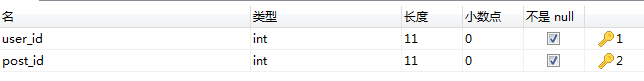 名 类型 长度 小数点 不是 null
user_id int 11 0 1
post_id int 11 0 2